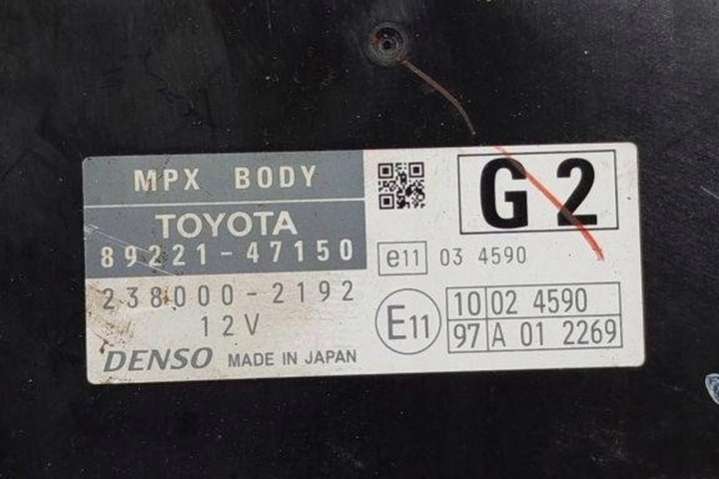 MPX BODY
TOYOTA
89221-47150
238000-2192
12V
DENSO MADE IN JAPAN
G2
e11 03 4590
E11
10 02 4590
97 A 01 2269